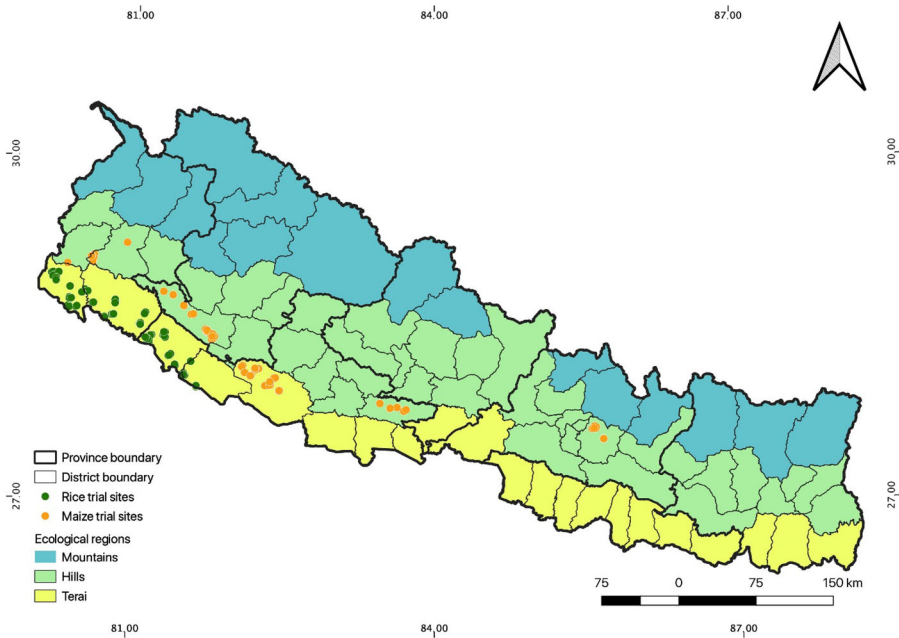 81.00 84.00 87.00
30.00 30.00
Province boundary
District boundary
Rice trial sites
Maize trial sites
Ecological regions
Mountains
Hills
Terai
27.00 27.00
75 0 75 150 km
81.00 84.00 87.00